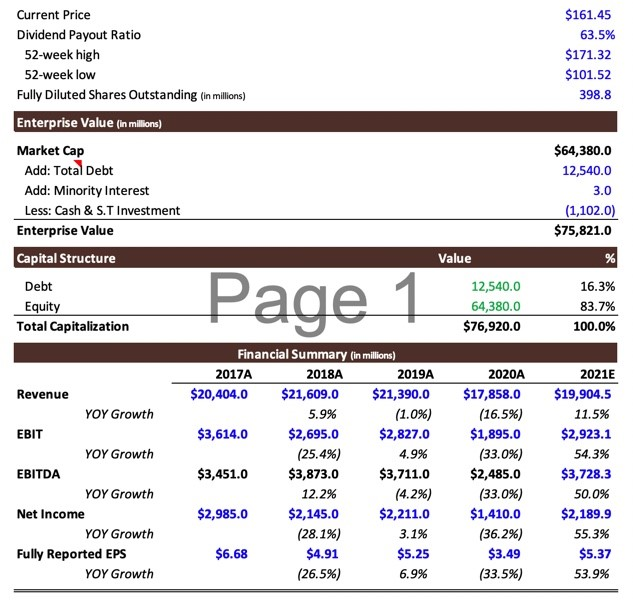 Current Price $161.45
Dividend Payout Ratio 63.5%
52-week high $171.32
52-week low $101.52
Fully Diluted Shares Outstanding (in millions) 398.8
Enterprise Value (in millions)
Market Cap $64,380.0
Add: Total Debt 12,540.0
Add: Minority Interest 3.0
Less: Cash & S.T Investment (1,102.0)
Enterprise Value $75,821.0
Capital Structure Value %
Debt 12,540.0 16.3%
Equity 64,380.0 83.7%
Page 1
Total Capitalization $76,920.0 100.0%
Financial Summary (in millions)
2017A 2018A 2019A 2020A 2021E
Revenue $20,404.0 $21,609.0 $21,390.0 $17,858.0 $19,904.5
YOY Growth 5.9% (1.0%) (16.5%) 11.5%
EBIT $3,614.0 $2,695.0 $2,827.0 $1,895.0 $2,923.1
YOY Growth (25.4%) 4.9% (33.0%) 54.3%
EBITDA $3,451.0 $3,873.0 $3,711.0 $2,485.0 $3,728.3
YOY Growth 12.2% (4.2%) (33.0%) 50.0%
Net Income $2,985.0 $2,145.0 $2,211.0 $1,410.0 $2,189.9
YOY Growth (28.1%) 3.1% (36.2%) 55.3%
Fully Reported EPS $6.68 $4.91 $5.25 $3.49 $5.37
YOY Growth (26.5%) 6.9% (33.5%) 53.9%